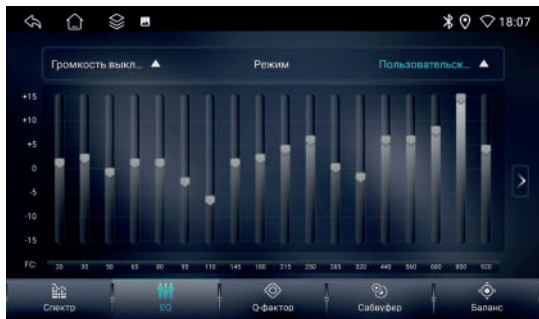 18:07
Громкость выкл... Режим Пользовательск...
+15
+10
+5
0
-5
-10
-15
FC: 20 35 50 65 80 95 110 145 180 215 250 285 320 440 560 680 800 920
Спектр EQ Q-фактор Сабвуфер Баланс